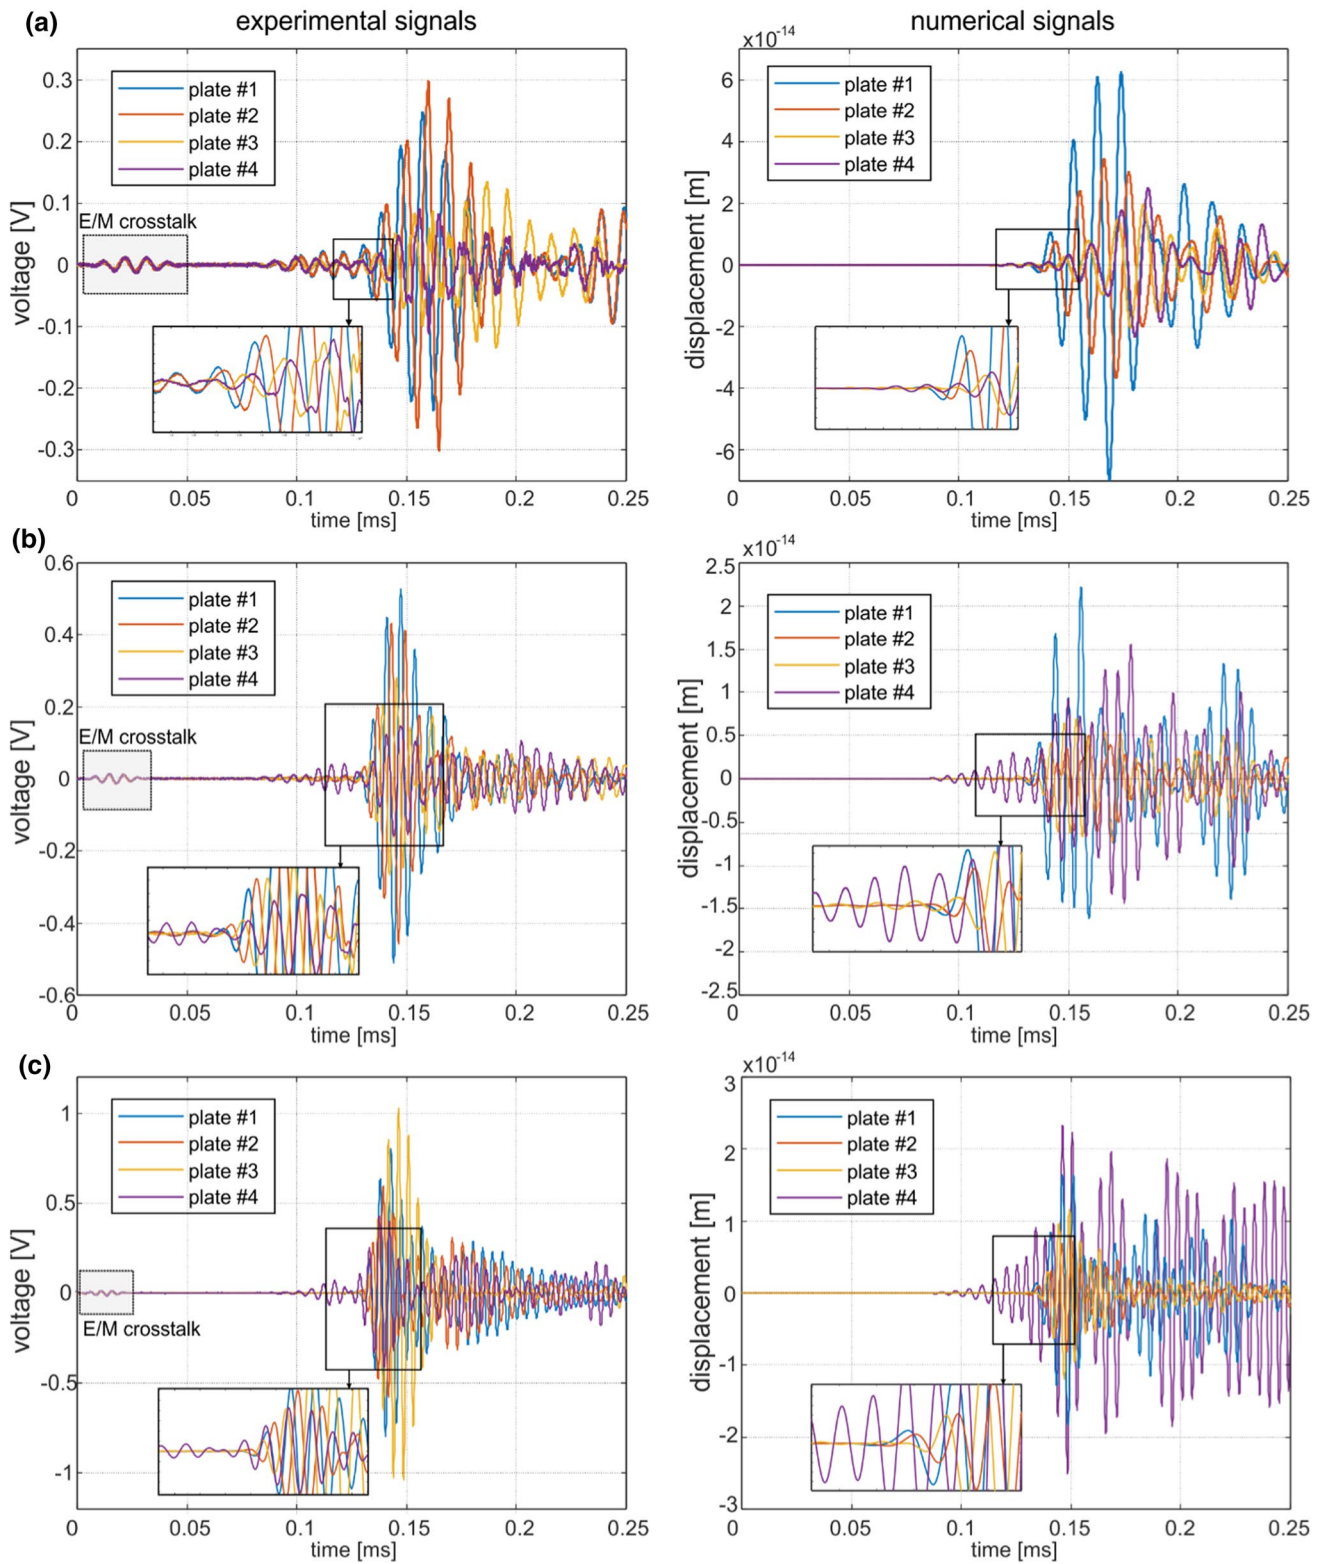 (a) experimental signals numerical signals
x10-14
0.3
0.2
0.1
0
-0.1
-0.2
-0.3
voltage [V]
plate #1
plate #2
plate #3
plate #4
E/M crosstalk
0 0.05 0.1 0.15 0.2 0.25
time [ms]
6
4
2
0
-2
-4
-6
displacement [m]
plate #1
plate #2
plate #3
plate #4
0 0.05 0.1 0.15 0.2 0.25
time [ms]
(b)
0.6
0.4
0.2
0
-0.2
-0.4
-0.6
voltage [V]
plate #1
plate #2
plate #3
plate #4
E/M crosstalk
0 0.05 0.1 0.15 0.2 0.25
time [ms]
x10-14
2.5
2
1.5
1
0.5
0
-0.5
-1
-1.5
-2
-2.5
displacement [m]
plate #1
plate #2
plate #3
plate #4
0 0.05 0.1 0.15 0.2 0.25
time [ms]
(c)
1
0.5
0
-0.5
-1
voltage [V]
plate #1
plate #2
plate #3
plate #4
E/M crosstalk
0 0.05 0.1 0.15 0.2 0.25
time [ms]
x10-14
3
2
1
0
-1
-2
-3
displacement [m]
plate #1
plate #2
plate #3
plate #4
0 0.05 0.1 0.15 0.2 0.25
time [ms]